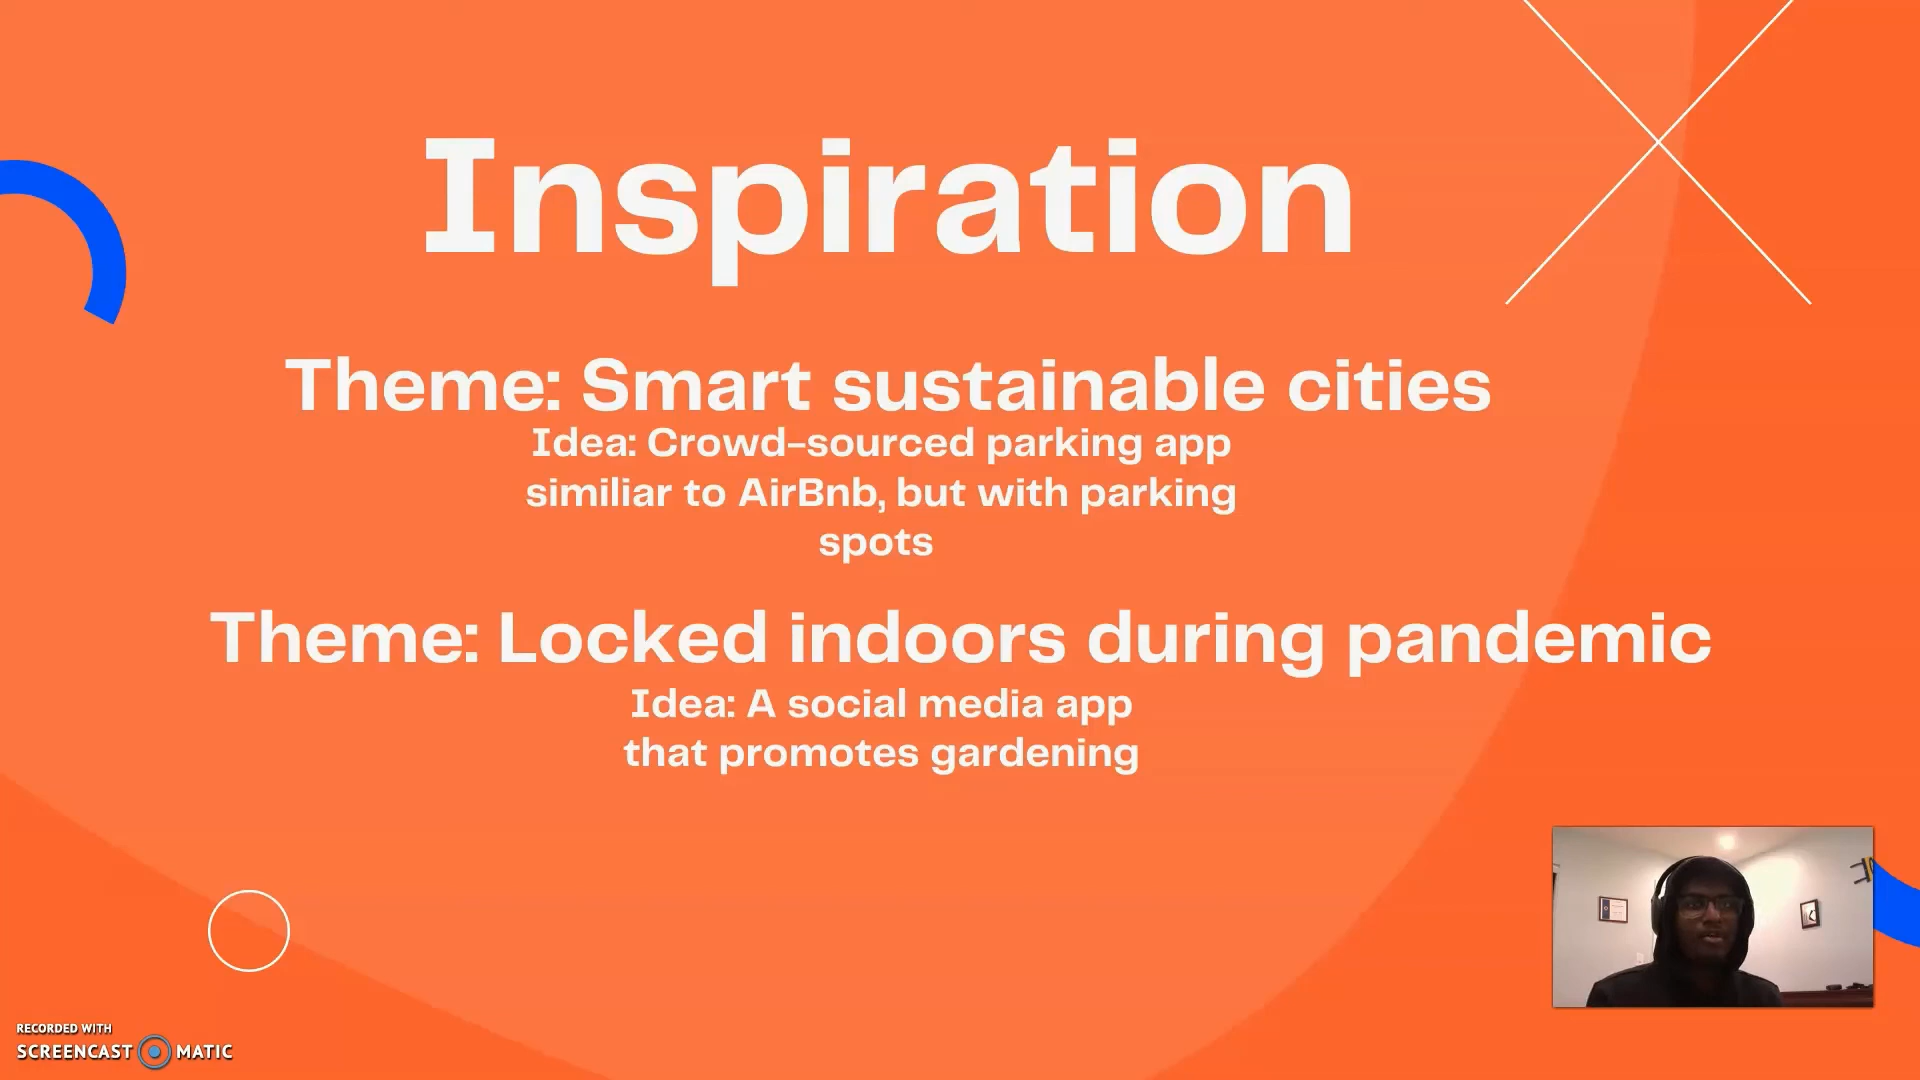 Inspiration
Theme: Smart sustainable cities
Idea: Crowd-sourced parking app
similiar to AirBnb, but with parking
spots
Theme: Locked indoors during pandemic
Idea: A social media app
that promotes gardening
RECORDED WITH
SCREENCAST MATIC